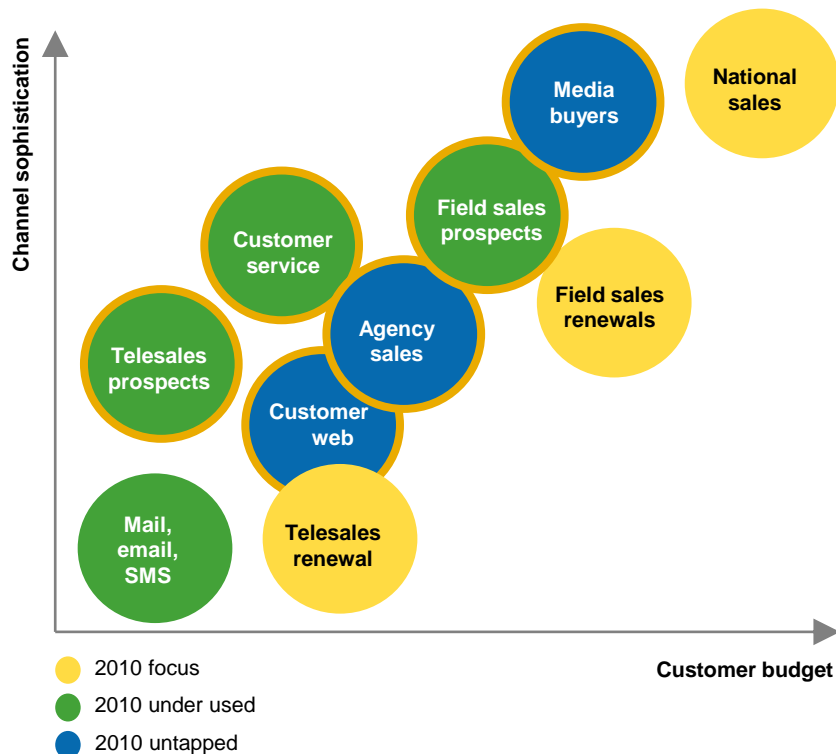 Channel sophistication
National
sales
Media
buyers
Field sales
prospects
Customer
service
Field sales
renewals
Agency
sales
Telesales
prospects
Customer
web
Mail,
email,
SMS
Telesales
renewal
Customer budget
2010 focus
2010 under used
2010 untapped